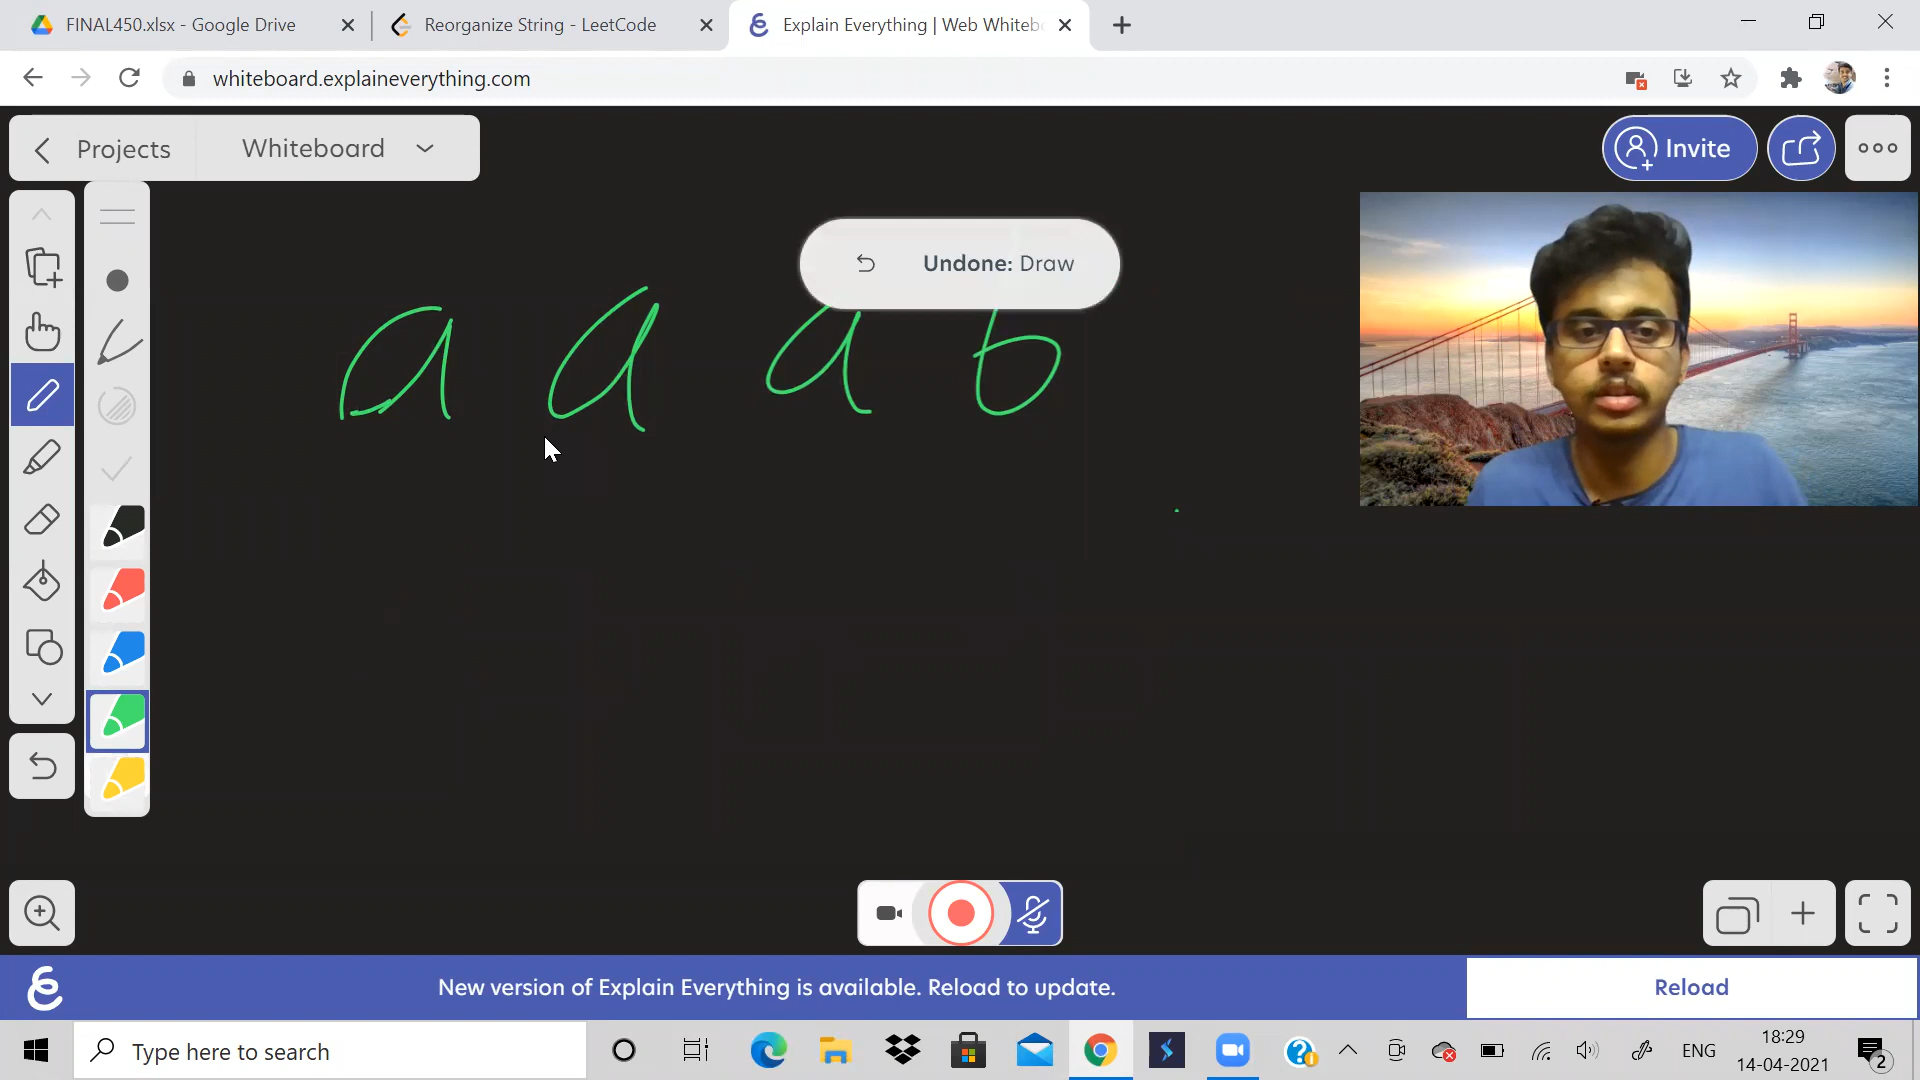 FINAL450.xlsx - Google Drive
Reorganize String - LeetCode
Explain Everything | Web Whitebo
whiteboard.explaineverything.com
Projects
Whiteboard
Invite
Undone: Draw
a a a b
New version of Explain Everything is available. Reload to update.
Reload
Type here to search
ENG
18:29
14-04-2021
2